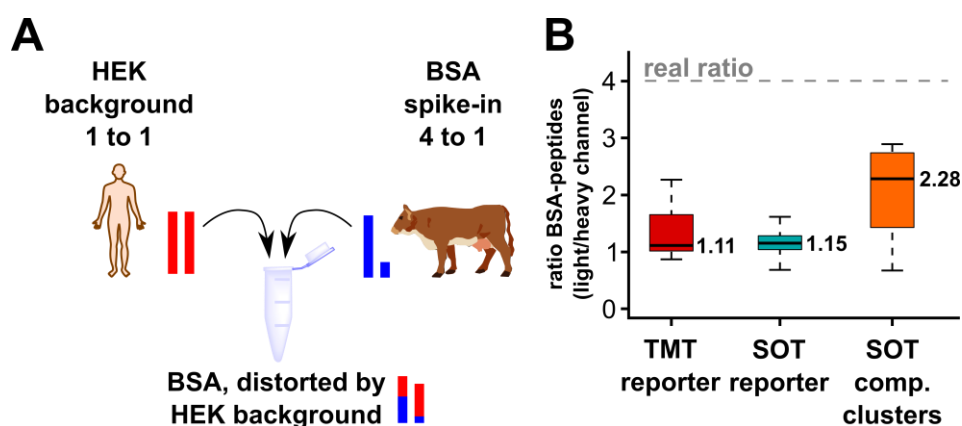 A
HEK
background
1 to 1
BSA
spike-in
4 to 1
BSA, distorted by
HEK background
B
real ratio
ratio BSA-peptides
(light/heavy channel)
4
3
2
1
0
1.11
1.15
2.28
TMT
reporter
SOT
reporter
SOT
comp.
clusters